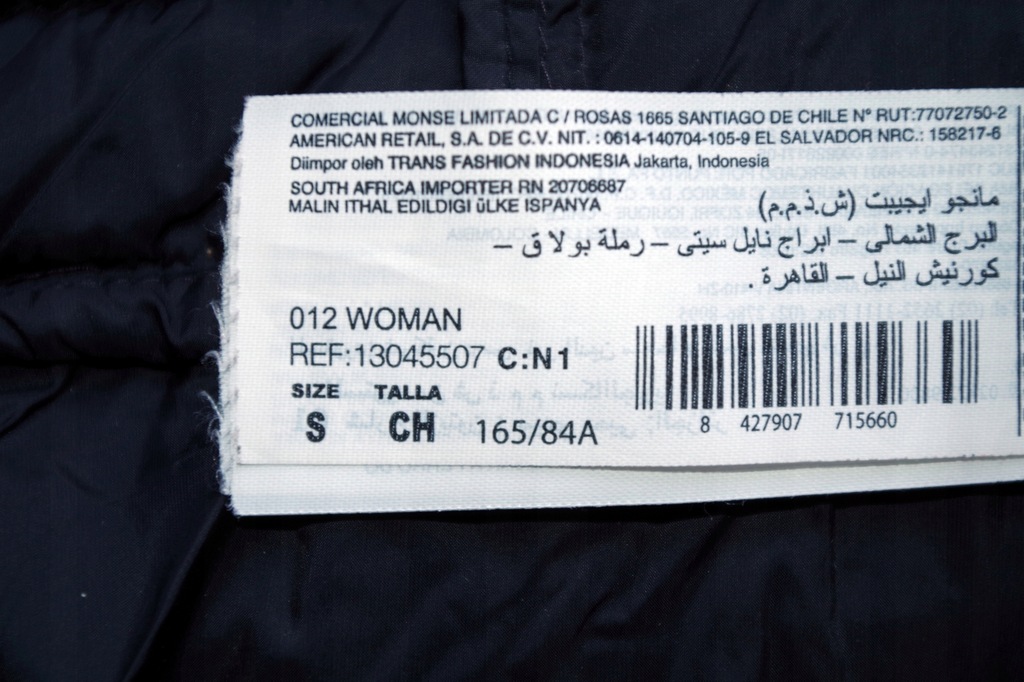 COMERCIAL MONSE LIMITADA C / ROSAS 1665 SANTIAGO DE CHILE Nº RUT:77072750-2
AMERICAN RETAIL, S.A. DE C.V. NIT. : 0614-140704-105-9 EL SALVADOR NRC. : 158217-6
Diimpor oleh TRANS FASHION INDONESIA Jakarta, Indonesia
SOUTH AFRICA IMPORTER RN 20706687
MALIN ITHAL EDILDIGI üLKE ISPANYA
مانجو ايجيبت (ش.ذ.م.م)
البرج الشمالى – ابراج نايل سيتى – رملة بولا ق –
كورنيش النيل – القاهرة .
012 WOMAN
REF:13045507 C:N1
SIZE TALLA
S CH 165/84A
8 427907 715660